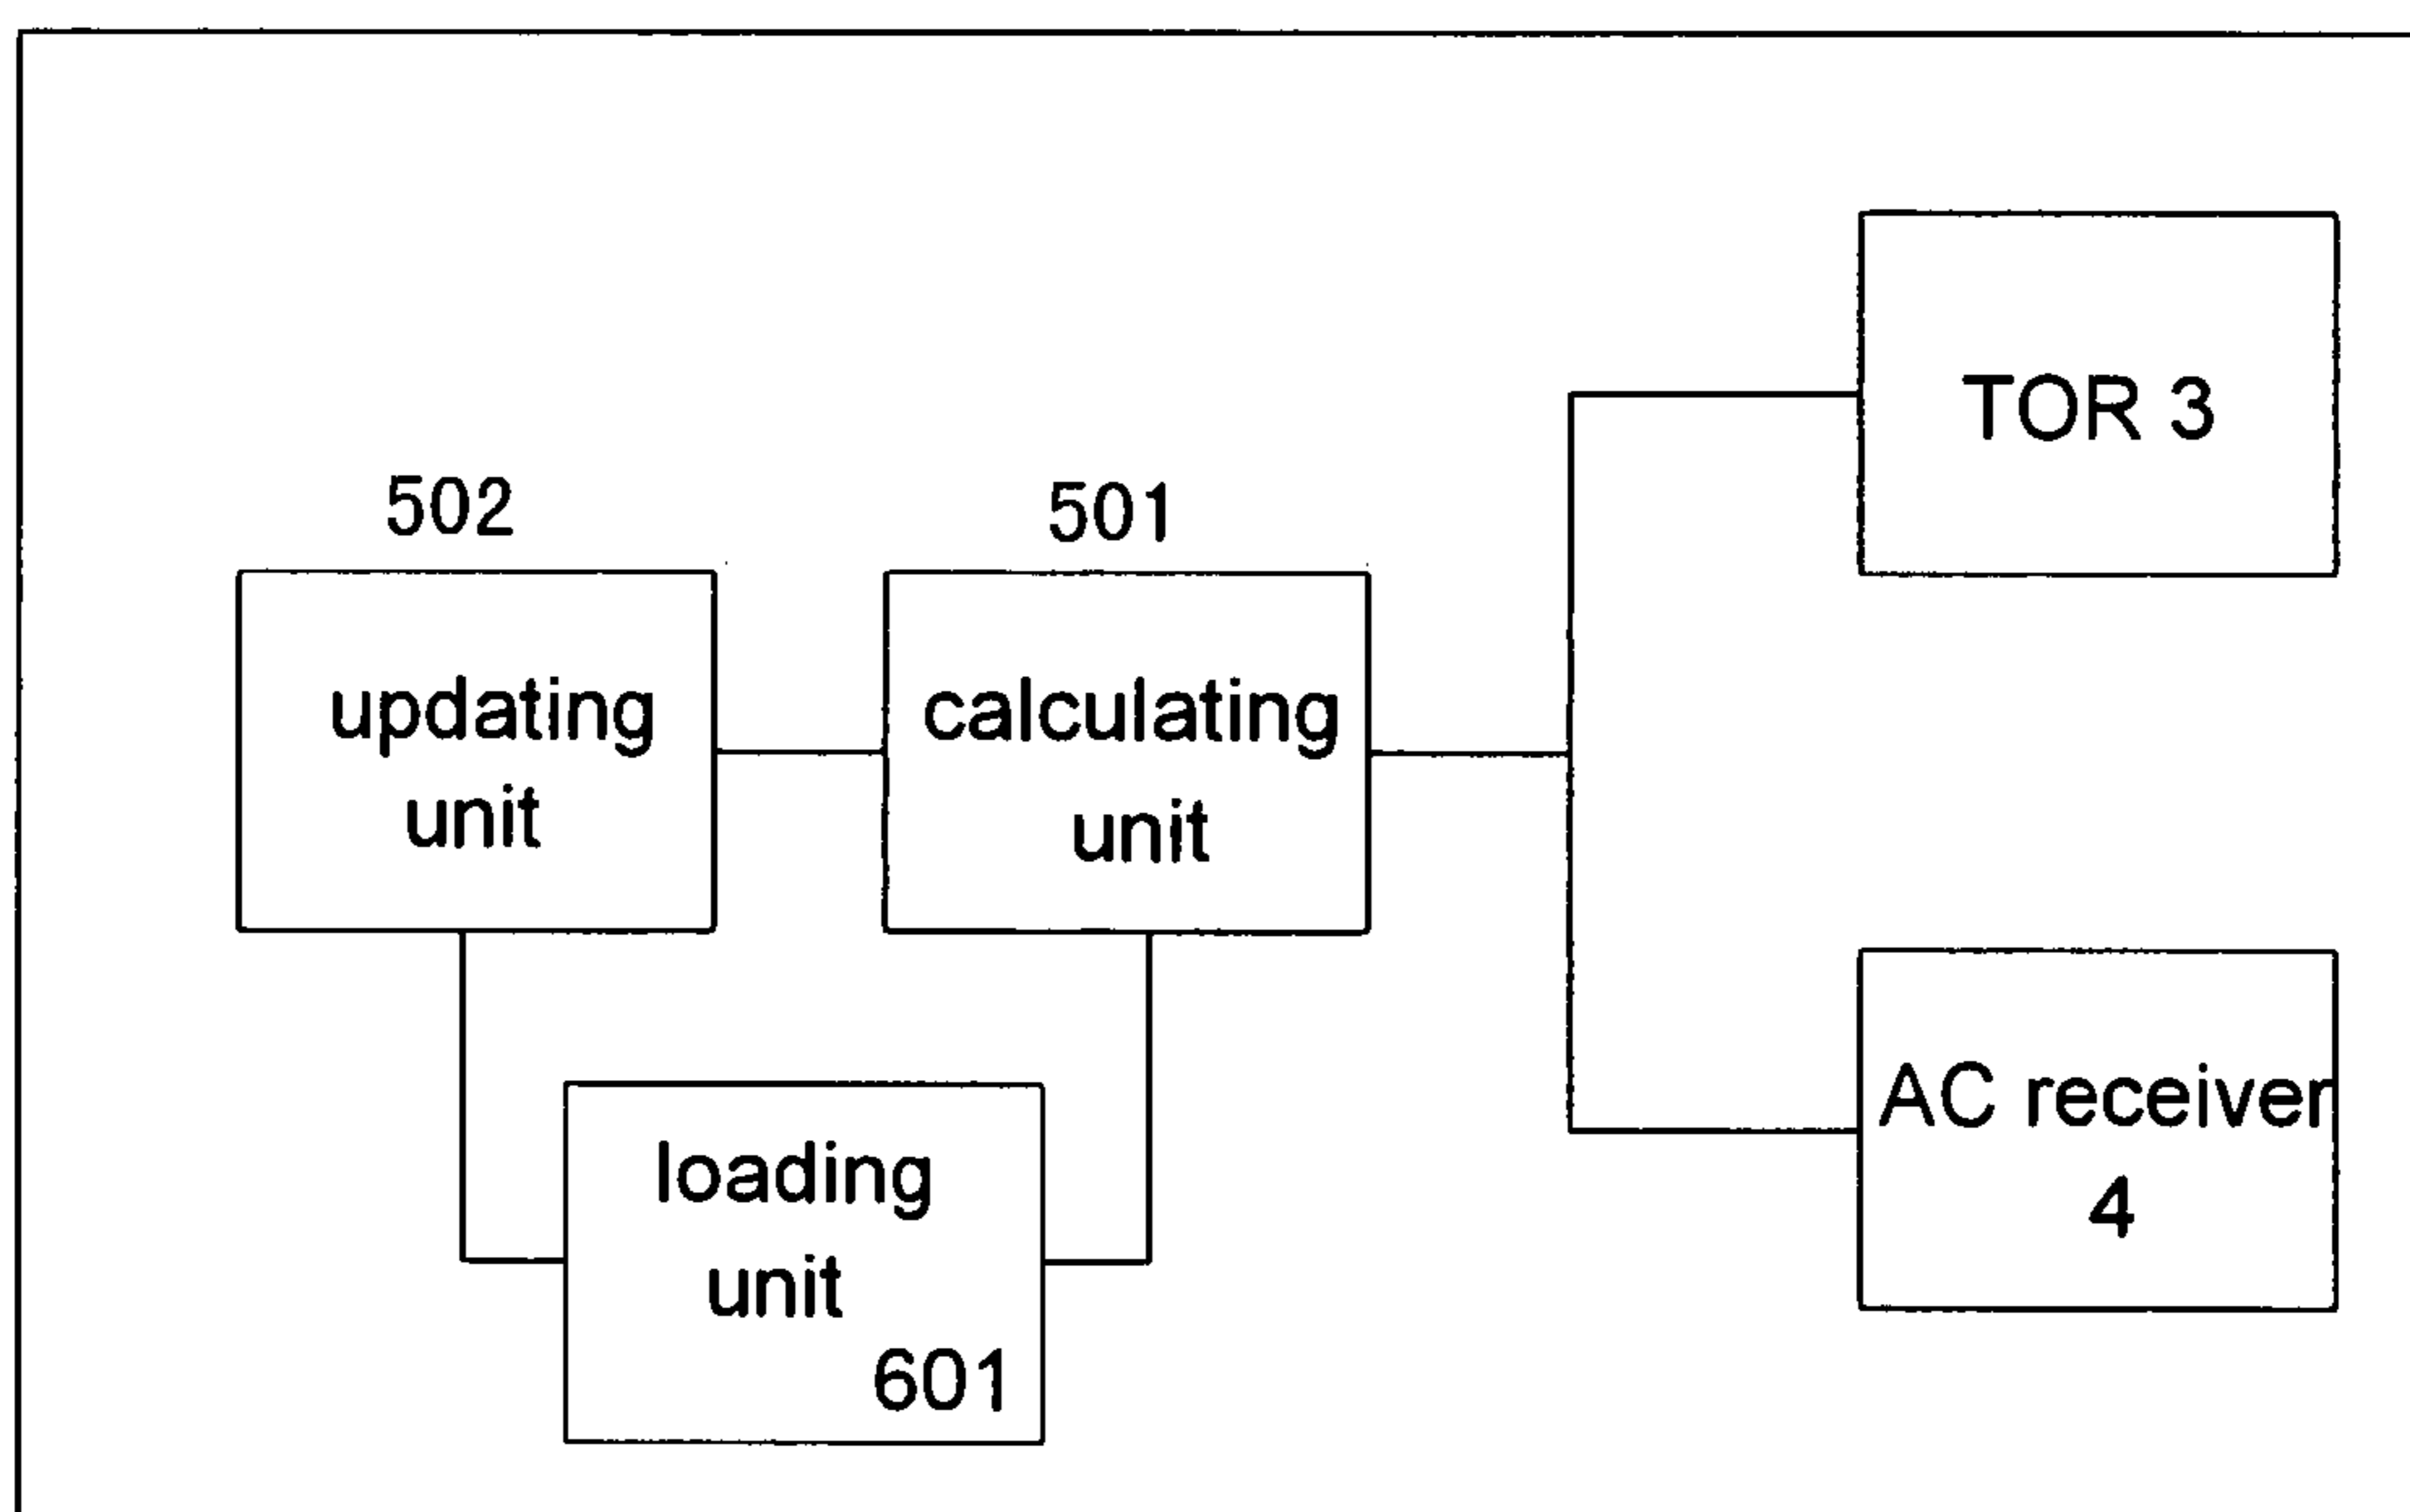 TOR 3
502
501
updating
unit
calculating
unit
AC receiver
4
loading
unit
601